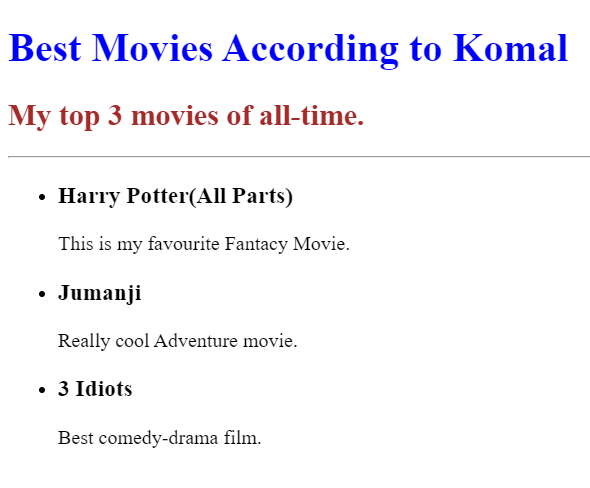 Best Movies According to Komal
My top 3 movies of all-time.
Harry Potter(All Parts)
This is my favourite Fantacy Movie.
Jumanji
Really cool Adventure movie.
3 Idiots
Best comedy-drama film.